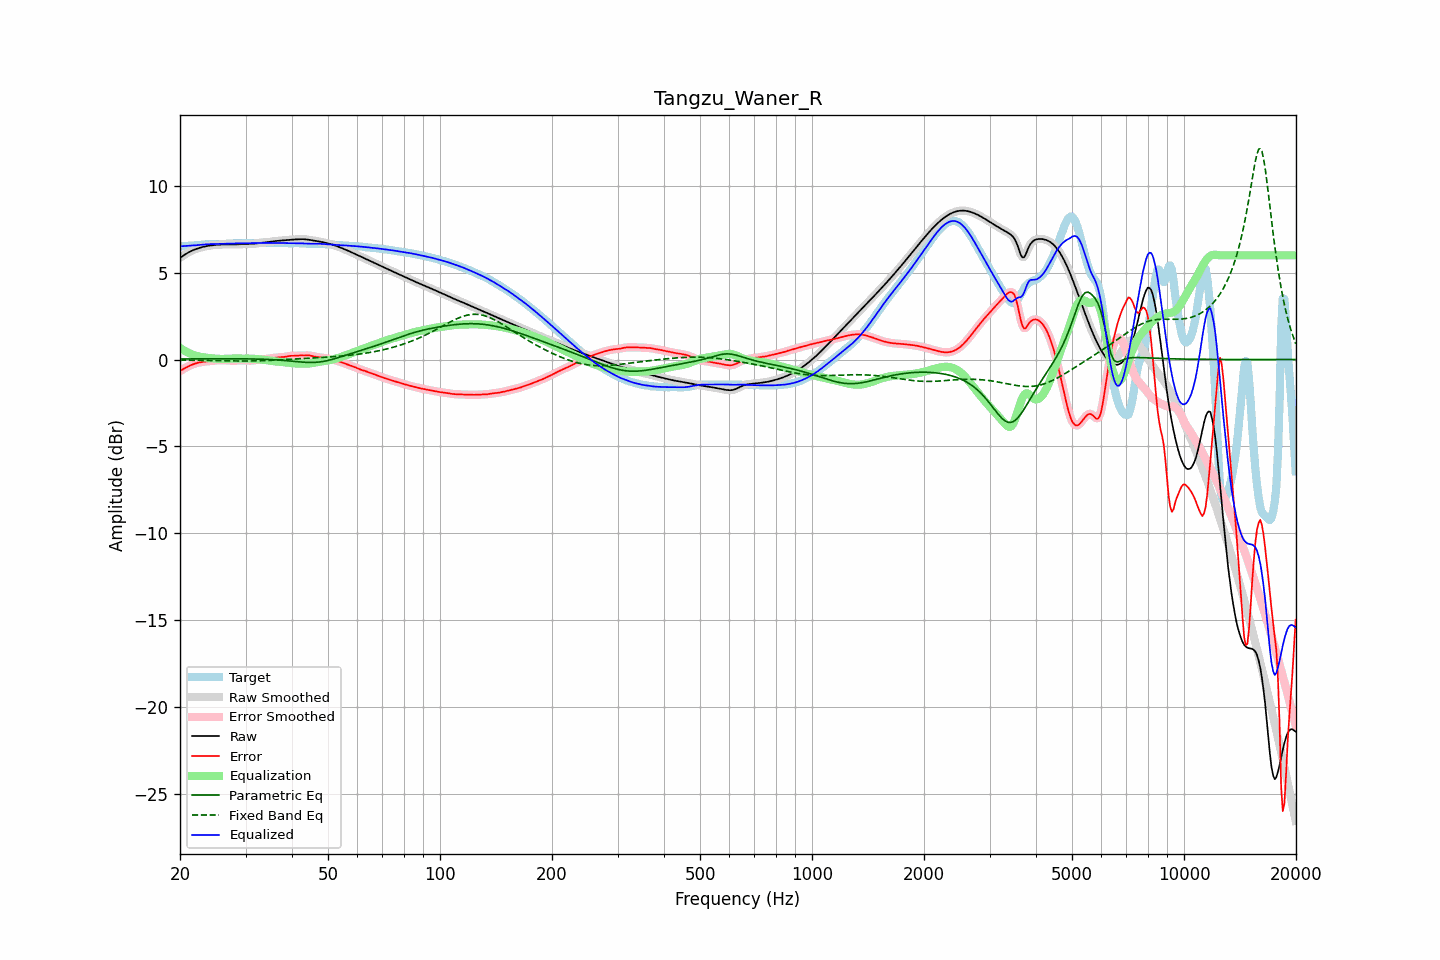 Tangzu_Waner_R
Amplitude (dBr)
10
5
0
−5
−10
−15
−20
−25
Target
Raw Smoothed
Error Smoothed
Raw
Error
Equalization
Parametric Eq
Fixed Band Eq
Equalized
20 50 100 200 500 1000 2000 5000 10000 20000
Frequency (Hz)